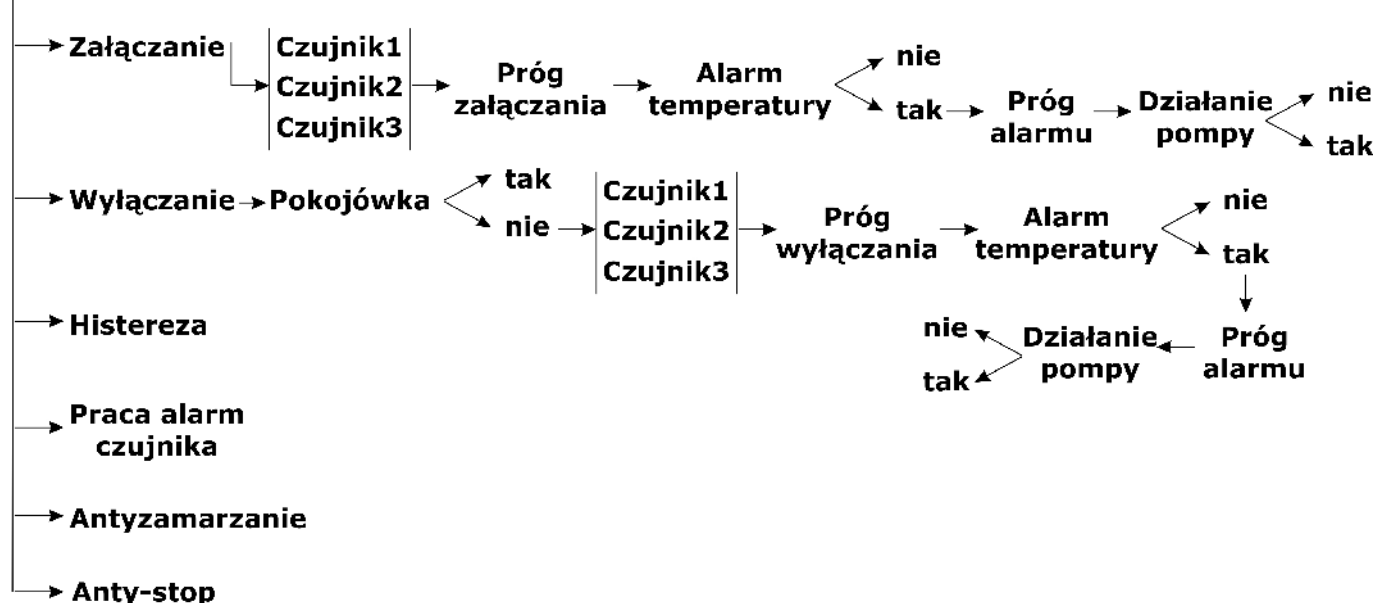 Załączanie
Czujnik1
Czujnik2
Czujnik3
Próg
załączania
Alarm
temperatury
nie
tak
Próg
alarmu
Działanie
pompy
nie
tak
Wyłączanie
Pokojówka
tak
nie
Czujnik1
Czujnik2
Czujnik3
Próg
wyłączania
Alarm
temperatury
nie
tak
Próg
alarmu
Działanie
pompy
nie
tak
Histereza
Praca alarm
czujnika
Antyzamarzanie
Anty-stop